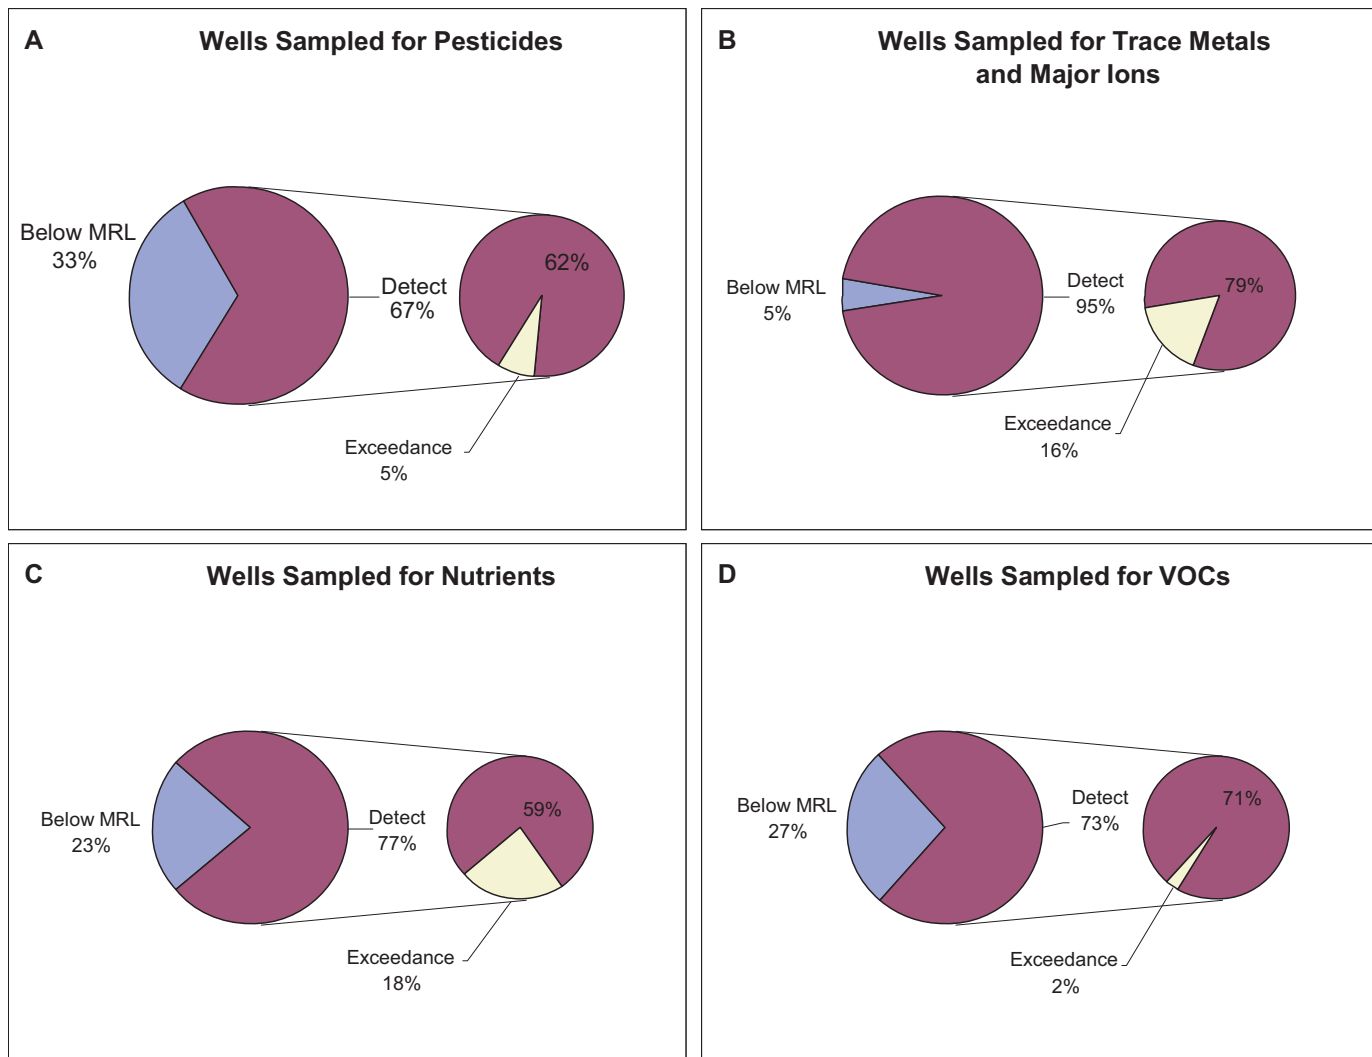 A
Wells Sampled for Pesticides
Below MRL
33%
Detect
67%
62%
Exceedance
5%
B
Wells Sampled for Trace Metals
and Major Ions
Below MRL
5%
Detect
95%
79%
Exceedance
16%
C
Wells Sampled for Nutrients
Below MRL
23%
Detect
77%
59%
Exceedance
18%
D
Wells Sampled for VOCs
Below MRL
27%
Detect
73%
71%
Exceedance
2%